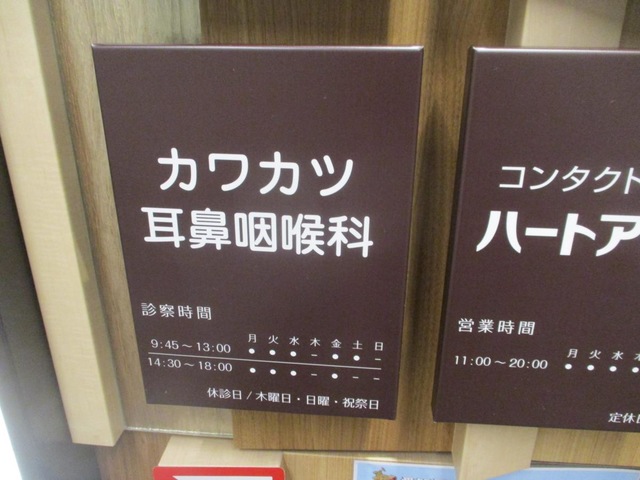 カワカツ
耳鼻咽喉科
診察時間
月 火 水 木 金 土 日
9:45～13:00 ● ● ● － ● ● －
14:30～18:00 ● ● ● － ● － －
休診日/木曜日・日曜・祝祭日
コンタクト
ハートア
営業時間
月 火 水 木
11:00～20:00 ● ● ● ●
定休日